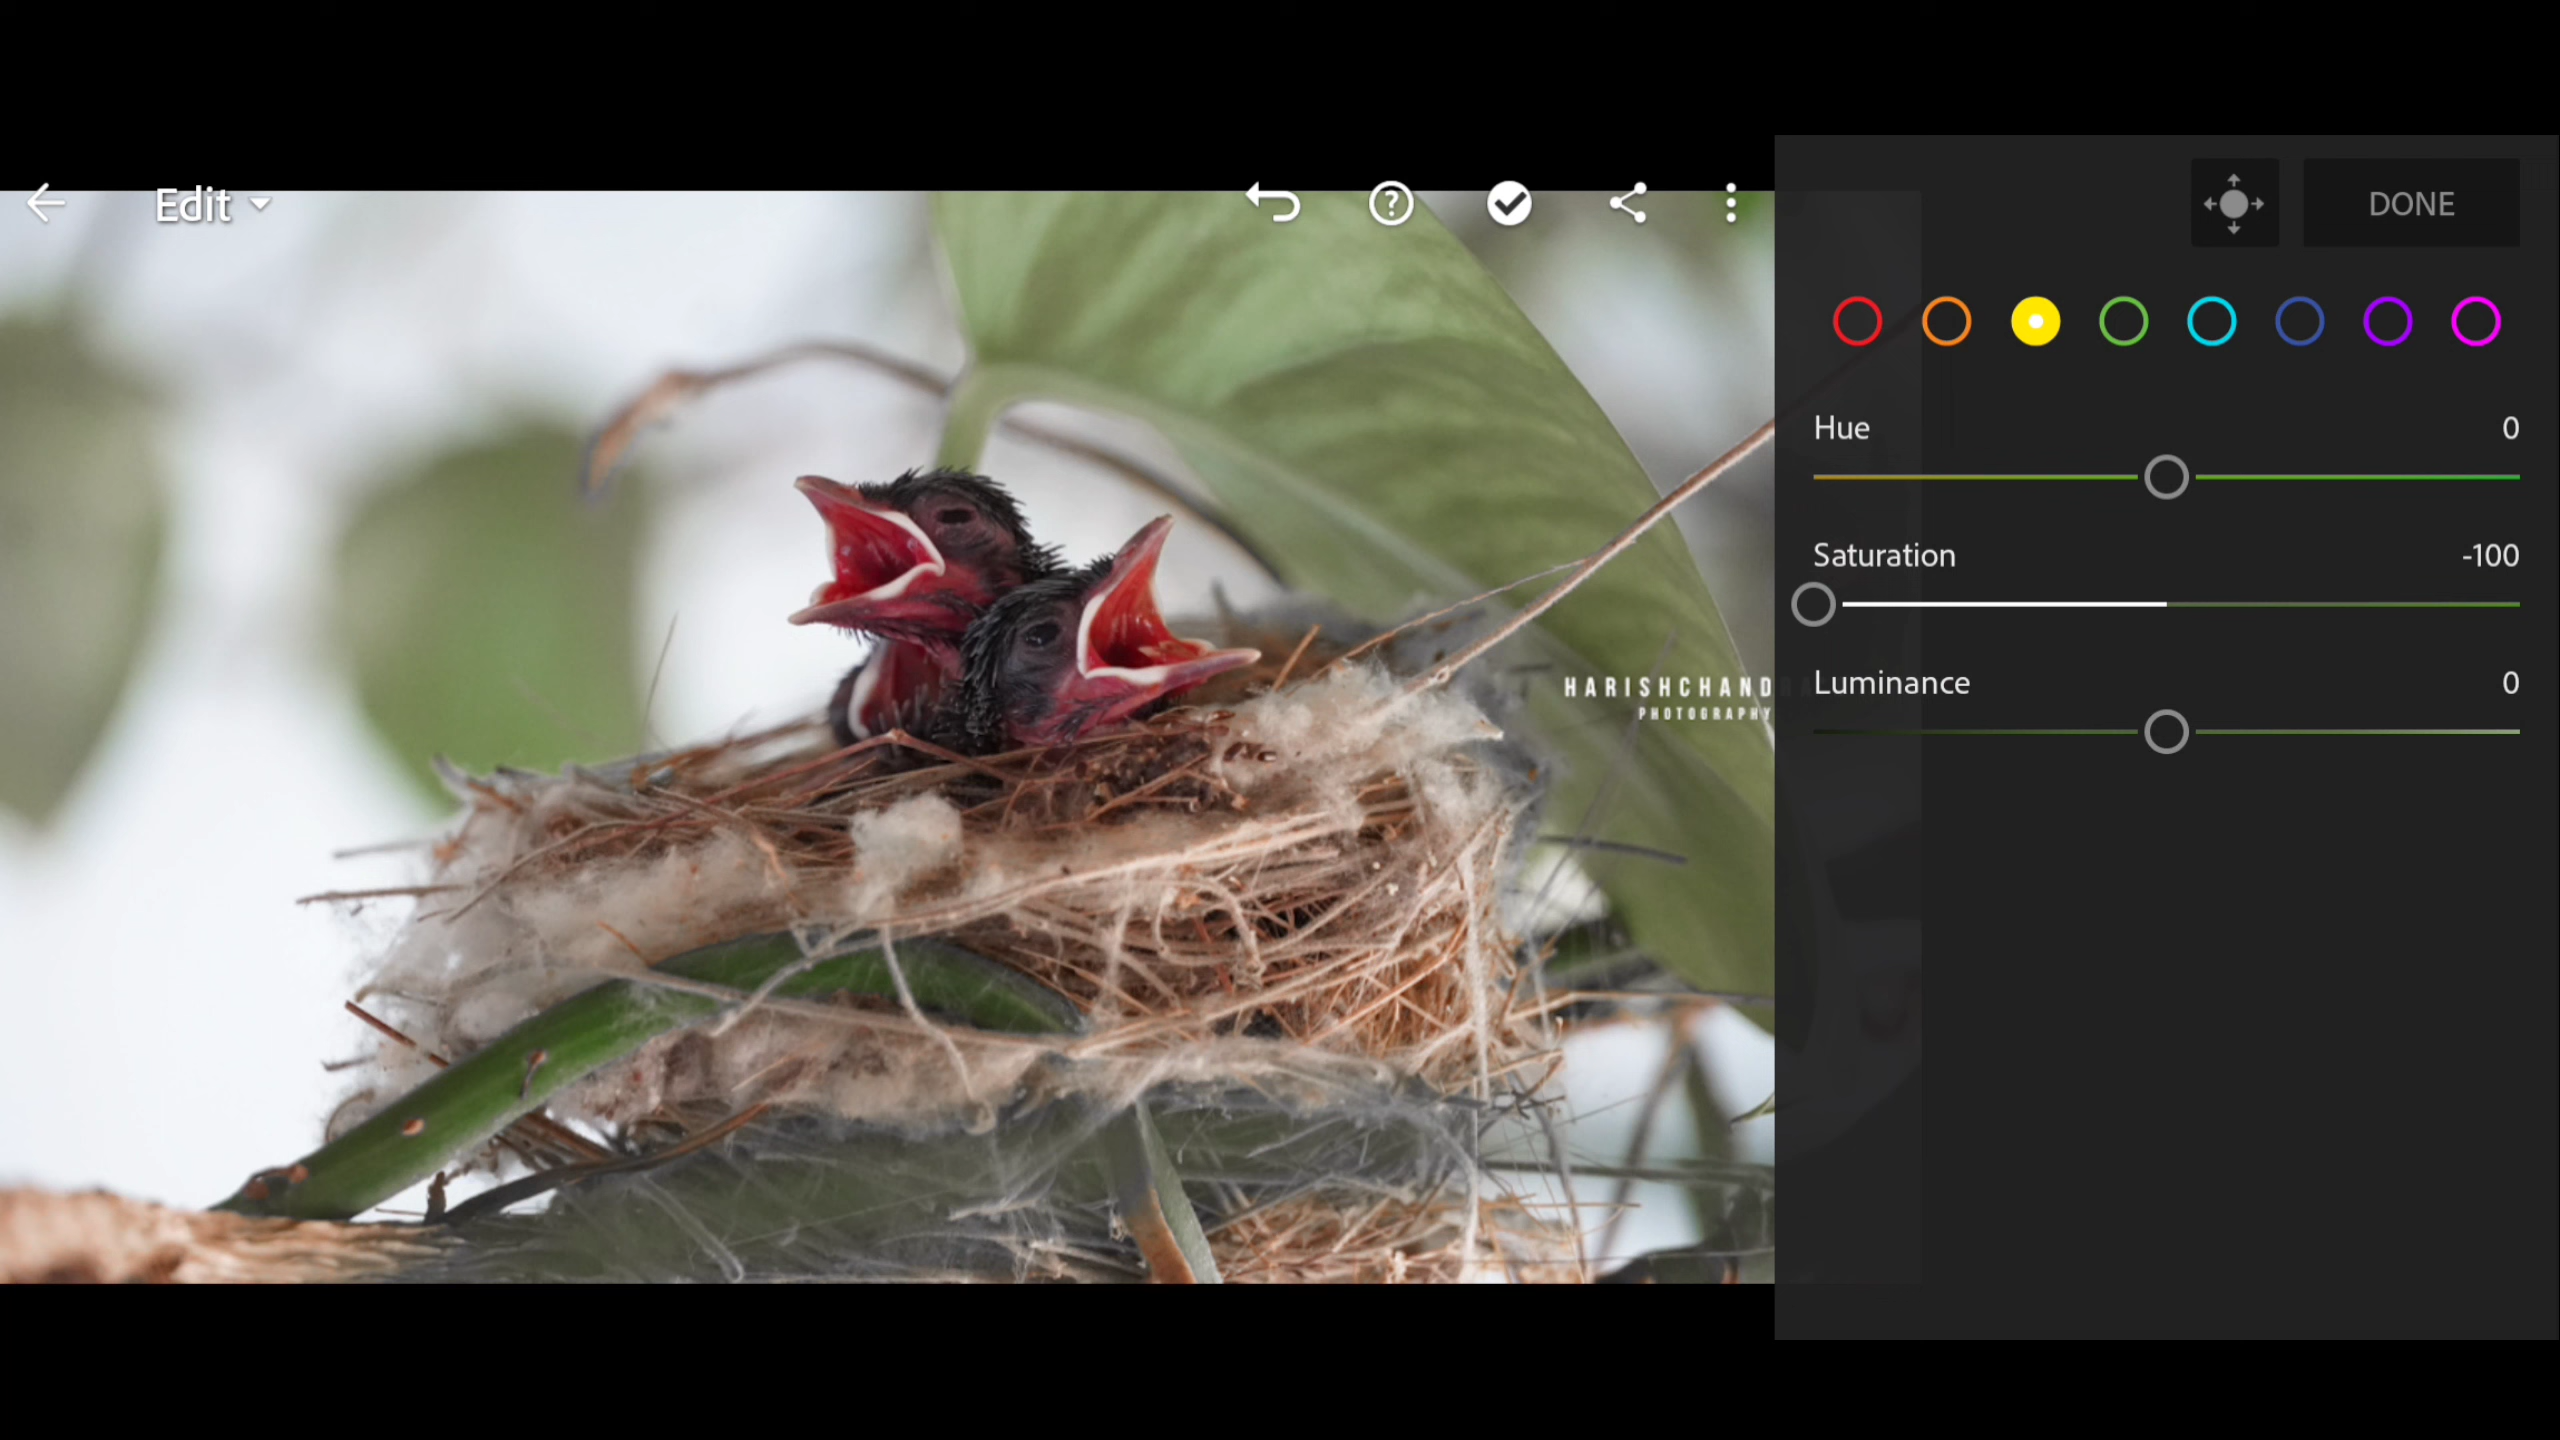 Edit
DONE
Hue 0
Saturation -100
HARISHCHAND
PHOTOGRAPHY
Luminance 0